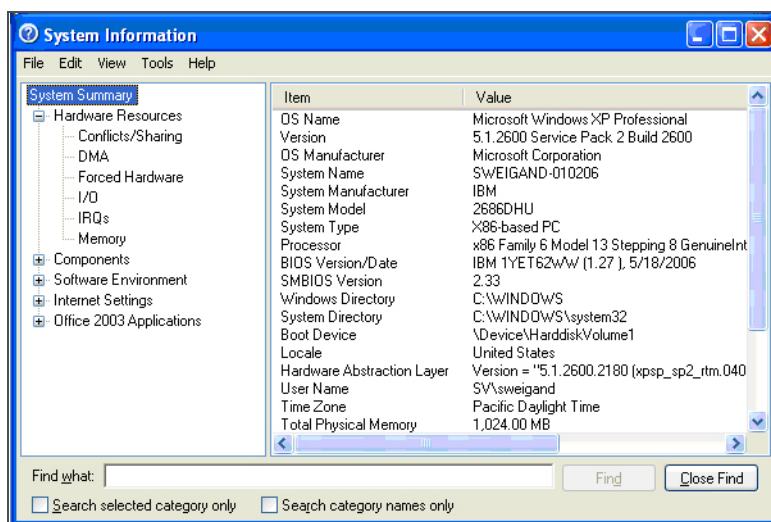 System Information
File Edit View Tools Help
System Summary
Hardware Resources
Conflicts/Sharing
DMA
Forced Hardware
I/O
IRQs
Memory
Components
Software Environment
Internet Settings
Office 2003 Applications
Item Value
OS Name Microsoft Windows XP Professional
Version 5.1.2600 Service Pack 2 Build 2600
OS Manufacturer Microsoft Corporation
System Name SWEIGAND-010206
System Manufacturer IBM
System Model 2686DHU
System Type X86-based PC
Processor x86 Family 6 Model 13 Stepping 8 GenuineInt
BIOS Version/Date IBM 1YET62WW (1.27 ), 5/18/2006
SMBIOS Version 2.33
Windows Directory C:\WINDOWS
System Directory C:\WINDOWS\system32
Boot Device \Device\HarddiskVolume1
Locale United States
Hardware Abstraction Layer Version = "5.1.2600.2180 (xpsp_sp2_rtm.040
User Name SV\sweigand
Time Zone Pacific Daylight Time
Total Physical Memory 1,024.00 MB
Find what: Find Close Find
Search selected category only Search category names only